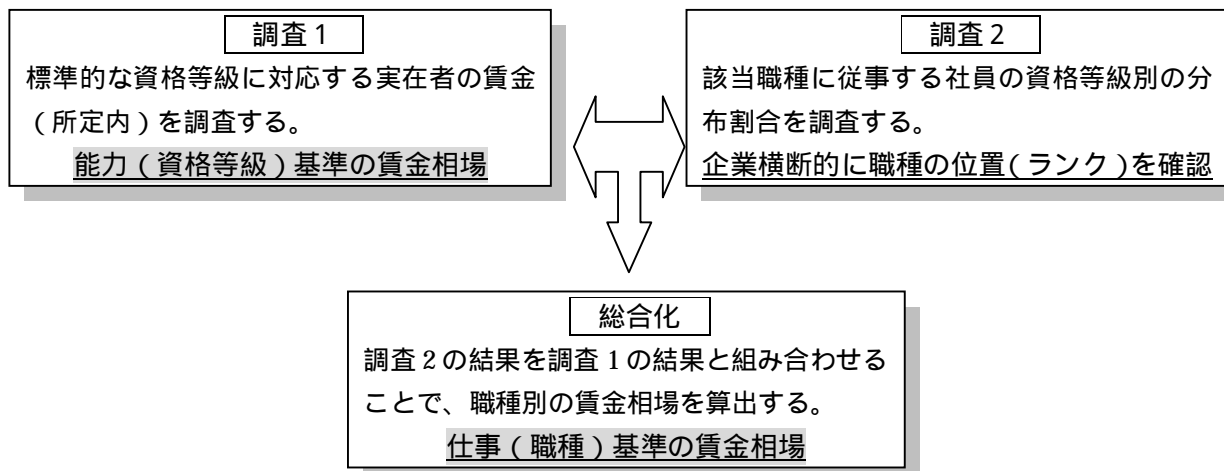 調査1
標準的な資格等級に対応する実在者の賃金
(所定内)を調査する。
能力(資格等級)基準の賃金相場
調査2
該当職種に従事する社員の資格等級別の分
布割合を調査する。
企業横断的に職種の位置(ランク)を確認
総合化
調査2の結果を調査1の結果と組み合わせる
ことで、職種別の賃金相場を算出する。
仕事(職種)基準の賃金相場